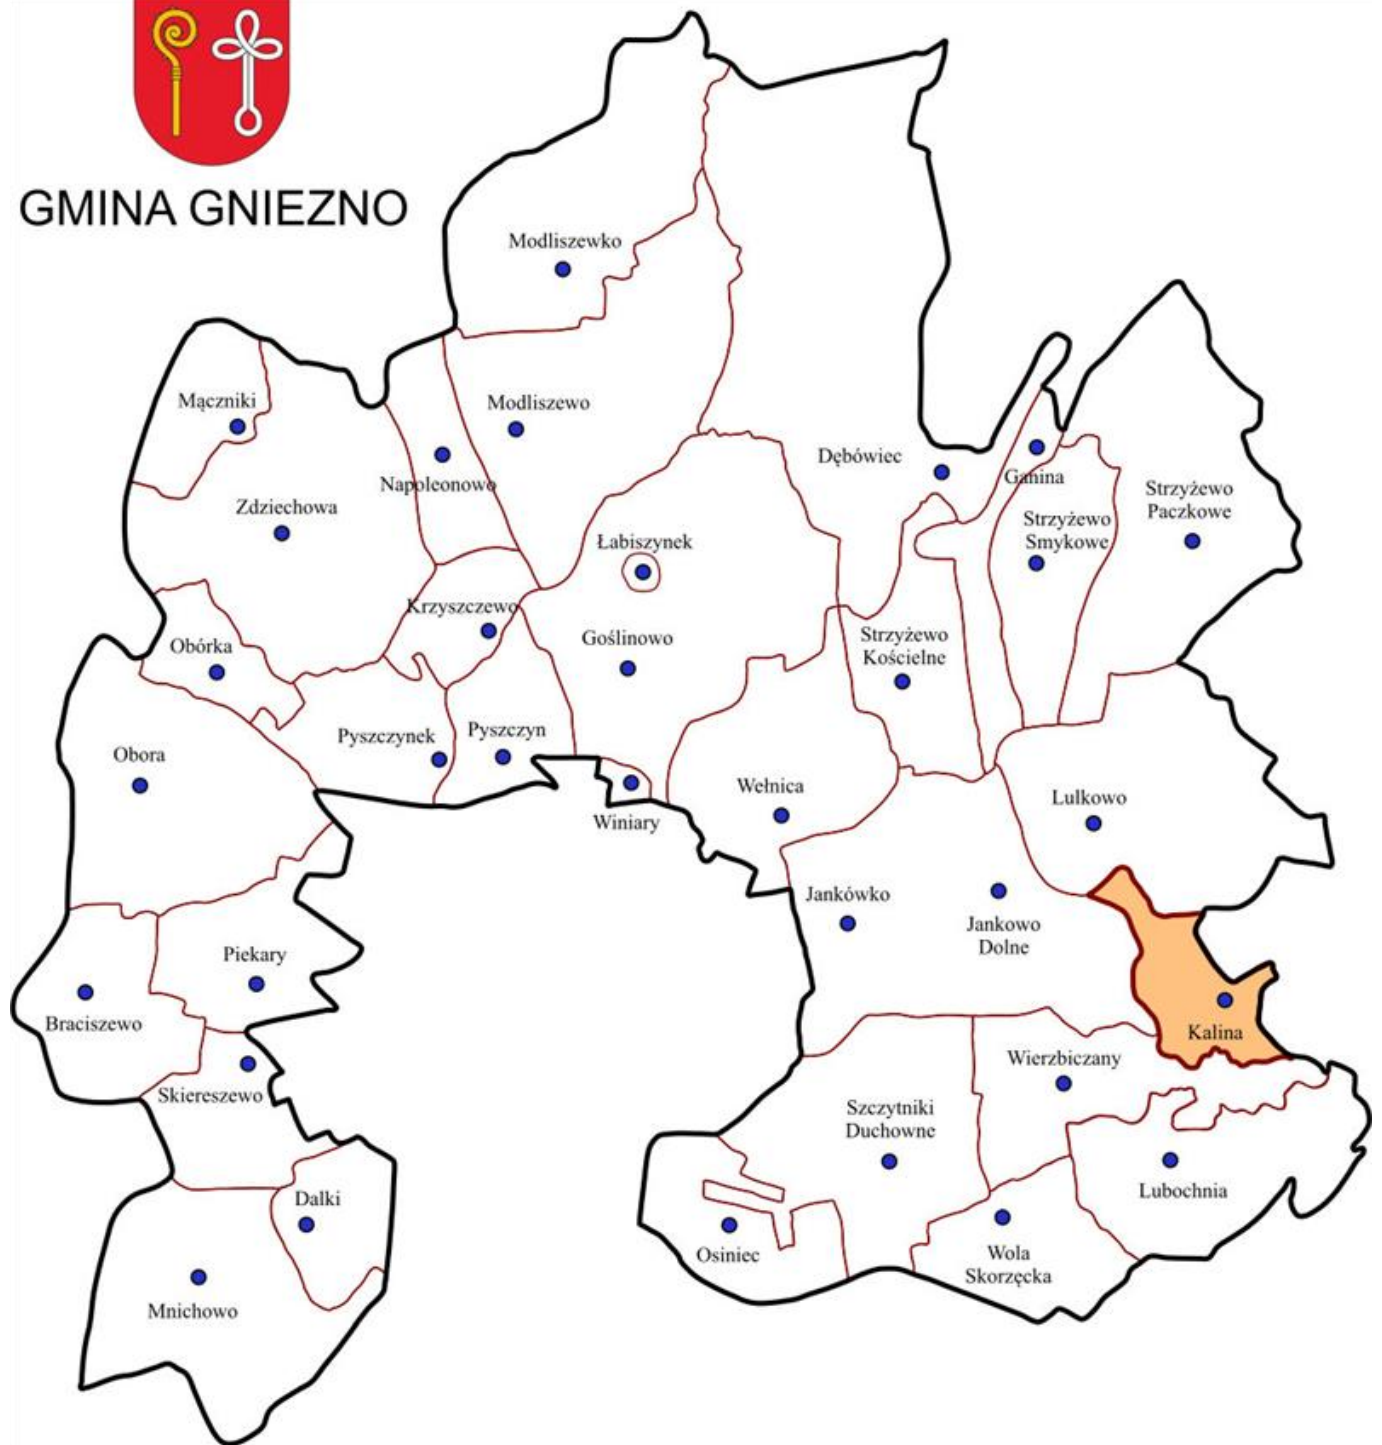 GMINA GNIEZNO
Modliszewko
Mączniki
Modliszewo
Napoleonowo
Zdziechowa
Dębówiec
Ganina
Strzyżewo
Paczkowe
Strzyżewo
Smykowe
Łabiszynek
Krzyszczewo
Goślinowo
Obórka
Strzyżewo
Kościelne
Pyszczynek
Pyszczyn
Obora
Wełnica
Winiary
Lulkowo
Jankówko
Jankowo
Dolne
Piekary
Braciszewo
Kalina
Skiereszewo
Wierzbiczany
Szczytniki
Duchowne
Lubochnia
Dalki
Osiniec
Wola
Skorzęcka
Mnichowo